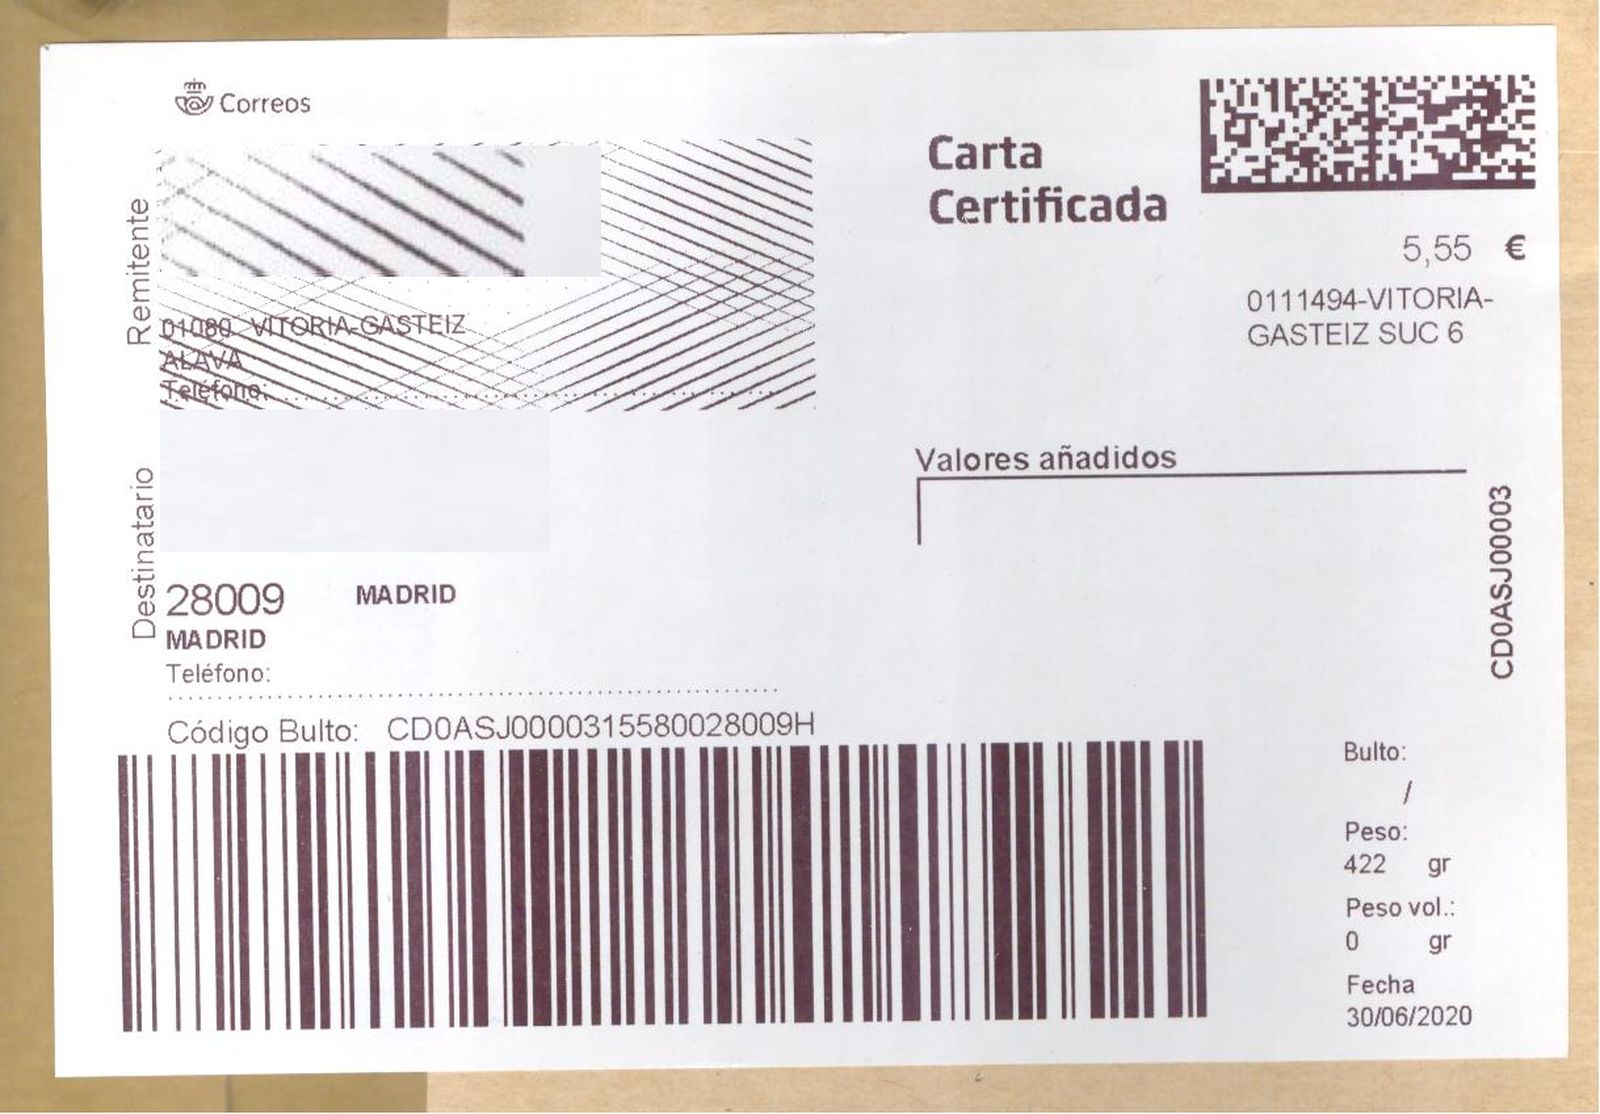 Correos
Carta
Certificada
5,55 €
0111494-VITORIA-
GASTEIZ SUC 6
Remitente
01080 VITORIA-GASTEIZ
ALAVA
Teléfono:
Valores añadidos
CD0ASJ00003
Destinatario
28009 MADRID
MADRID
Teléfono:
Código Bulto: CD0ASJ0000315580028009H
Bulto:
/
Peso:
422 gr
Peso vol.:
0 gr
Fecha
30/06/2020